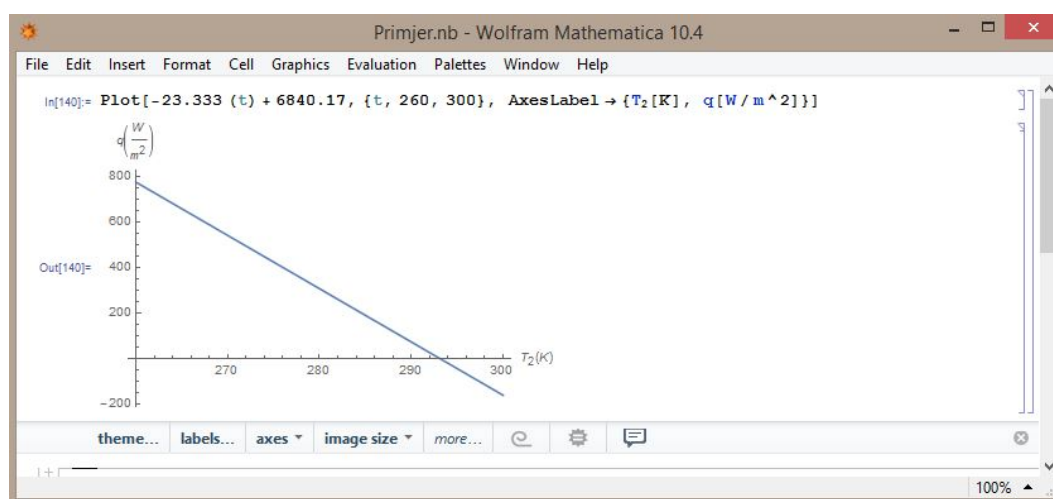 Primjer.nb - Wolfram Mathematica 10.4
File Edit Insert Format Cell Graphics Evaluation Palettes Window Help
In[140]:= Plot[-23.333 (t) + 6840.17, {t, 260, 300}, AxesLabel → {T₂[K], q[W/m^2]}]
q(W/m²)
800
600
Out[140]= 400
200
T₂(K)
270 280 290 300
-200
theme... labels... axes image size more...
100%